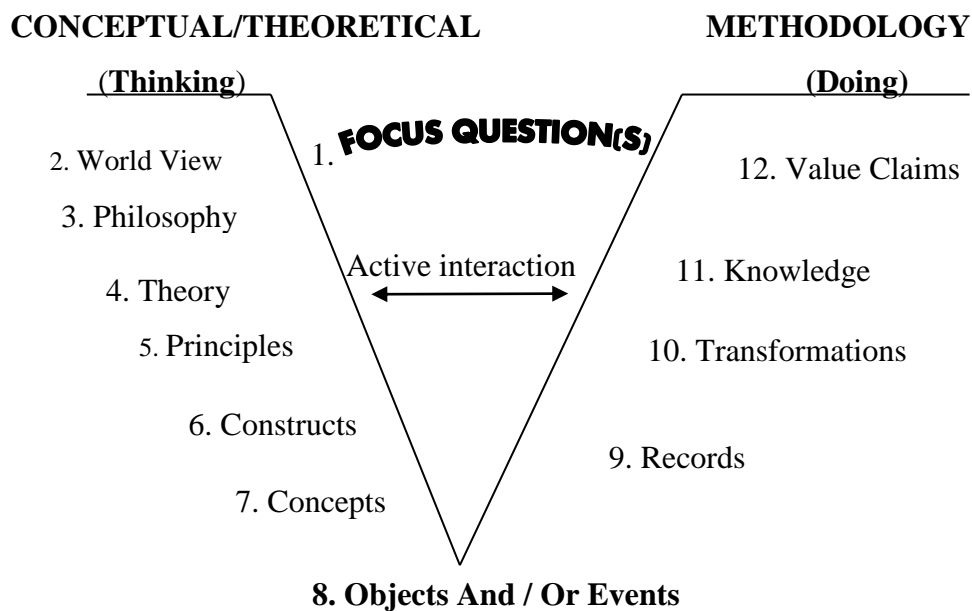 CONCEPTUAL/THEORETICAL METHODOLOGY
(Thinking) (Doing)
1. FOCUS QUESTION(S)
2. World View 12. Value Claims
3. Philosophy
Active interaction 11. Knowledge
4. Theory
5. Principles 10. Transformations
6. Constructs
9. Records
7. Concepts
8. Objects And / Or Events